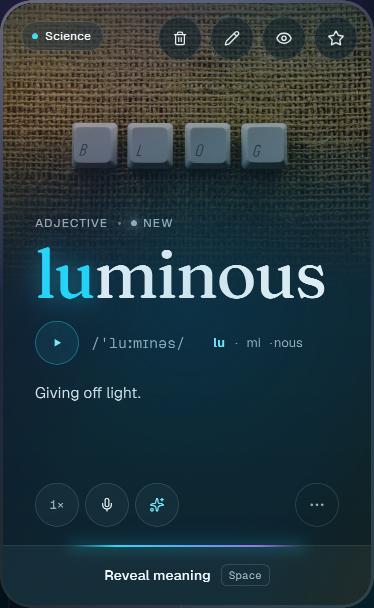 Science
B L O G
ADJECTIVE • NEW
luminous
/ˈluːmɪnəs/ lu · mi ·nous
Giving off light.
1×
Reveal meaning Space